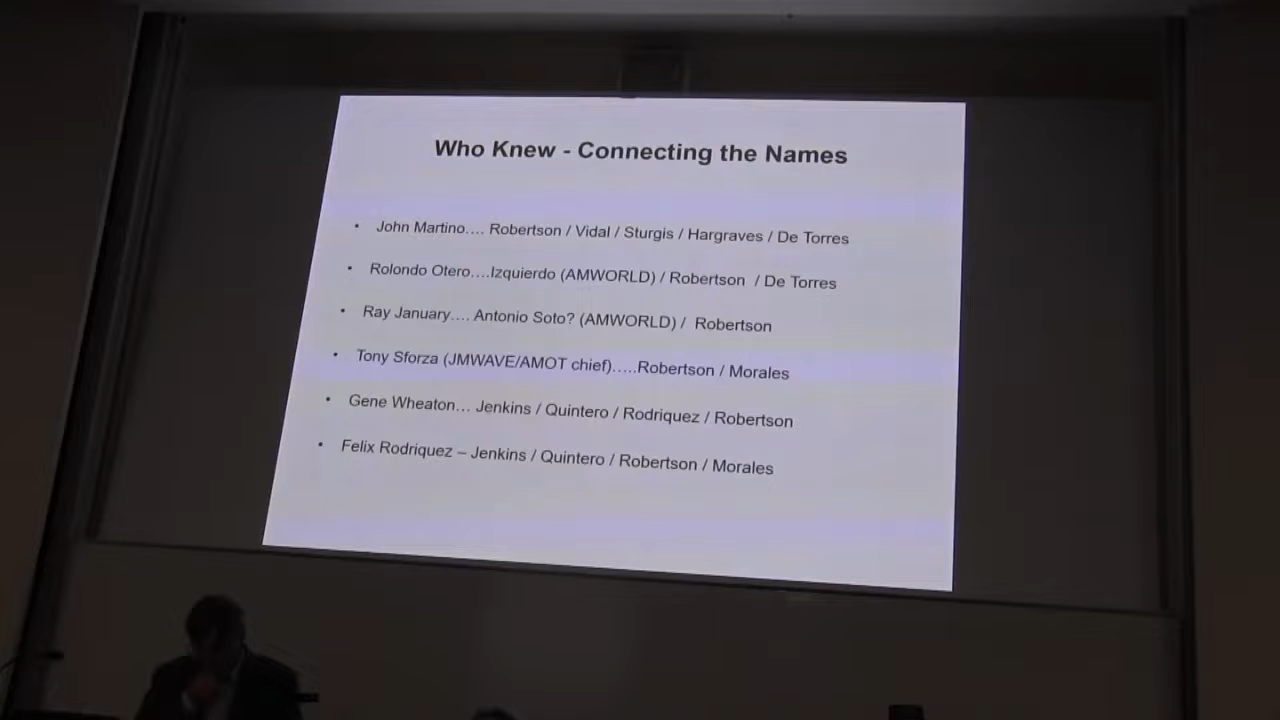 Who Knew - Connecting the Names
• John Martino…. Robertson / Vidal / Sturgis / Hargraves / De Torres
• Rolondo Otero….Izquierdo (AMWORLD) / Robertson / De Torres
• Ray January…. Antonio Soto? (AMWORLD) / Robertson
• Tony Sforza (JMWAVE/AMOT chief)…..Robertson / Morales
• Gene Wheaton… Jenkins / Quintero / Rodriquez / Robertson
• Felix Rodriquez – Jenkins / Quintero / Robertson / Morales